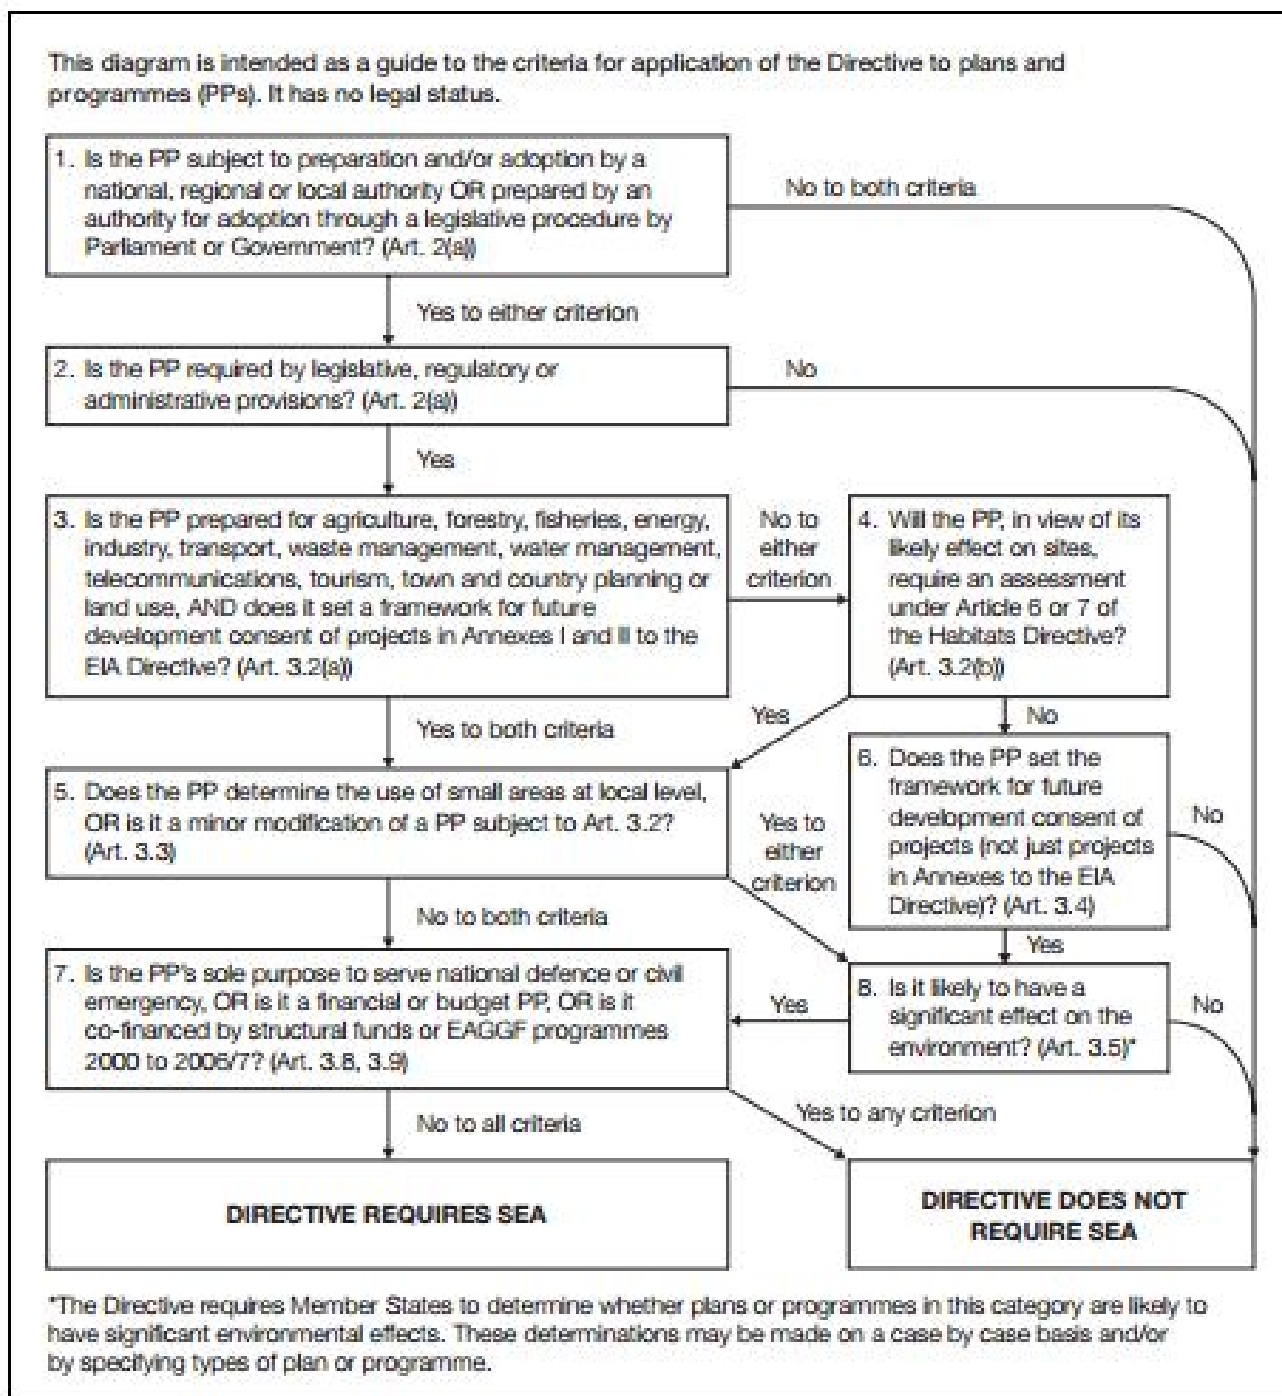 This diagram is intended as a guide to the criteria for application of the Directive to plans and
programmes (PPs). It has no legal status.
1. Is the PP subject to preparation and/or adoption by a
national, regional or local authority OR prepared by an
authority for adoption through a legislative procedure by
Parliament or Government? (Art. 2(a))
No to both criteria
Yes to either criterion
2. Is the PP required by legislative, regulatory or
administrative provisions? (Art. 2(a))
No
Yes
3. Is the PP prepared for agriculture, forestry, fisheries, energy,
industry, transport, waste management, water management,
telecommunications, tourism, town and country planning or
land use, AND does it set a framework for future
development consent of projects in Annexes I and II to the
EIA Directive? (Art. 3.2(a))
No to
either
criterion
4. Will the PP, in view of its
likely effect on sites,
require an assessment
under Article 6 or 7 of
the Habitats Directive?
(Art. 3.2(b))
Yes to both criteria
Yes
No
5. Does the PP determine the use of small areas at local level,
OR is it a minor modification of a PP subject to Art. 3.2?
(Art. 3.3)
Yes to
either
criterion
6. Does the PP set the
framework for future
development consent of
projects (not just projects
in Annexes to the EIA
Directive)? (Art. 3.4)
No
No to both criteria
Yes
7. Is the PP's sole purpose to serve national defence or civil
emergency, OR is it a financial or budget PP, OR is it
co-financed by structural funds or EAGGF programmes
2000 to 2006/7? (Art. 3.8, 3.9)
Yes
8. Is it likely to have a
significant effect on the
environment? (Art. 3.5)*
No
No to all criteria
Yes to any criterion
DIRECTIVE REQUIRES SEA
DIRECTIVE DOES NOT
REQUIRE SEA
*The Directive requires Member States to determine whether plans or programmes in this category are likely to
have significant environmental effects. These determinations may be made on a case by case basis and/or
by specifying types of plan or programme.